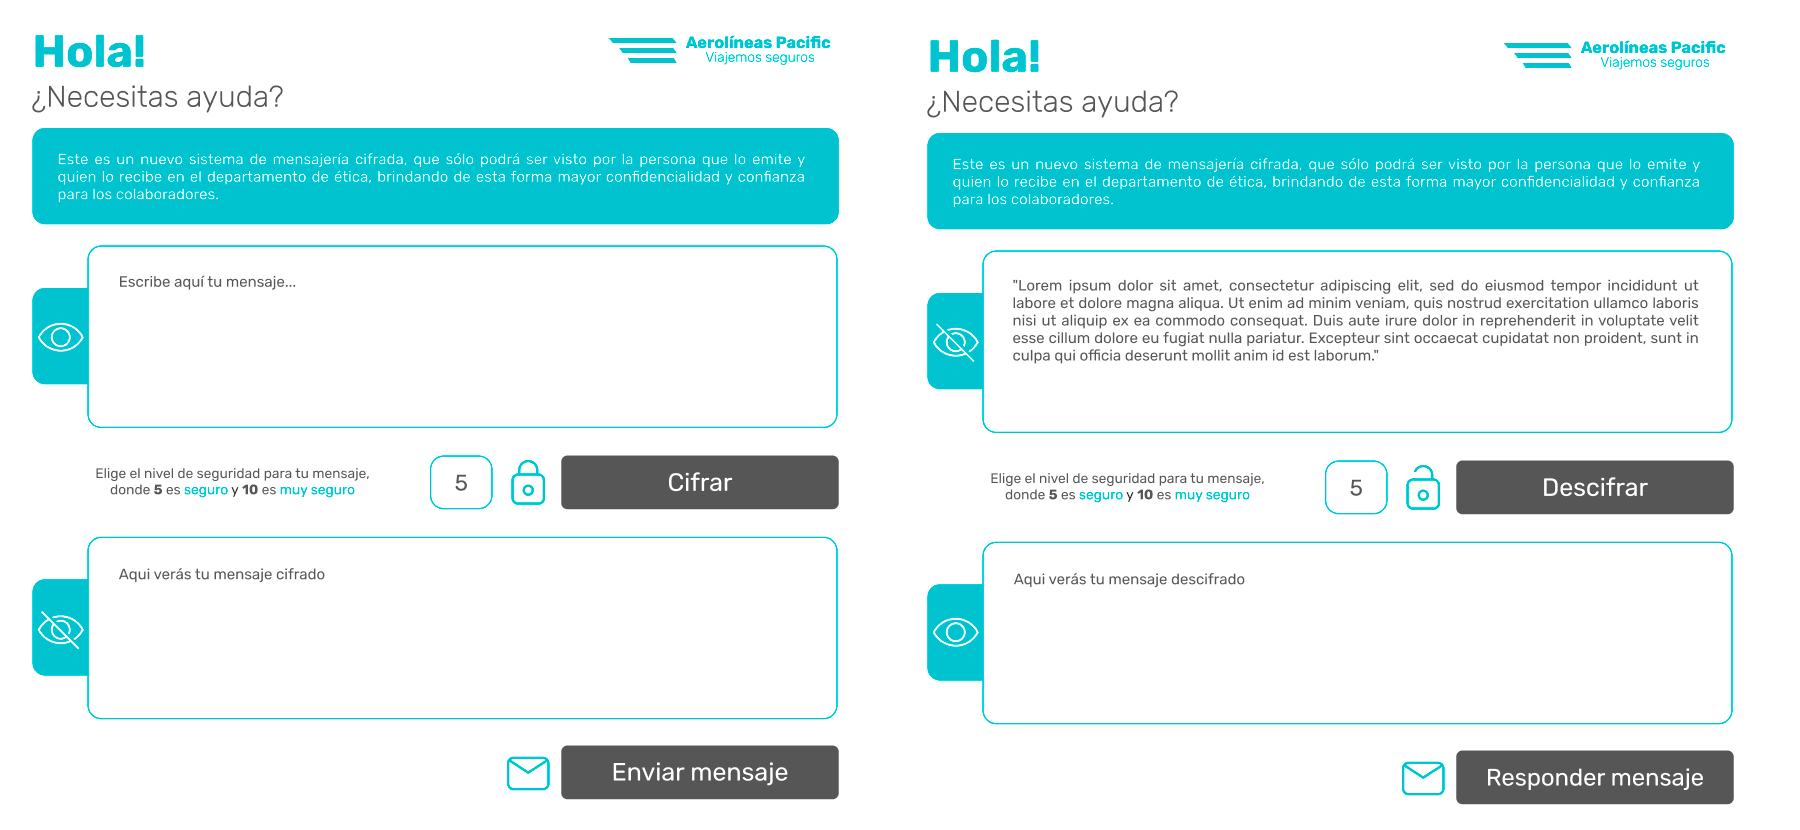 Hola!
Aerolíneas Pacific
Viajemos seguros
¿Necesitas ayuda?
Este es un nuevo sistema de mensajería cifrada, que sólo podrá ser visto por la persona que lo emite y
quien lo recibe en el departamento de ética, brindando de esta forma mayor confidencialidad y confianza
para los colaboradores.
Escribe aquí tu mensaje...
Elige el nivel de seguridad para tu mensaje,
donde 5 es seguro y 10 es muy seguro
5
Cifrar
Aqui verás tu mensaje cifrado
Enviar mensaje
Hola!
Aerolíneas Pacific
Viajemos seguros
¿Necesitas ayuda?
Este es un nuevo sistema de mensajería cifrada, que sólo podrá ser visto por la persona que lo emite y
quien lo recibe en el departamento de ética, brindando de esta forma mayor confidencialidad y confianza
para los colaboradores.
"Lorem ipsum dolor sit amet, consectetur adipiscing elit, sed do eiusmod tempor incididunt ut
labore et dolore magna aliqua. Ut enim ad minim veniam, quis nostrud exercitation ullamco laboris
nisi ut aliquip ex ea commodo consequat. Duis aute irure dolor in reprehenderit in voluptate velit
esse cillum dolore eu fugiat nulla pariatur. Excepteur sint occaecat cupidatat non proident, sunt in
culpa qui officia deserunt mollit anim id est laborum."
Elige el nivel de seguridad para tu mensaje,
donde 5 es seguro y 10 es muy seguro
5
Descifrar
Aqui verás tu mensaje descifrado
Responder mensaje